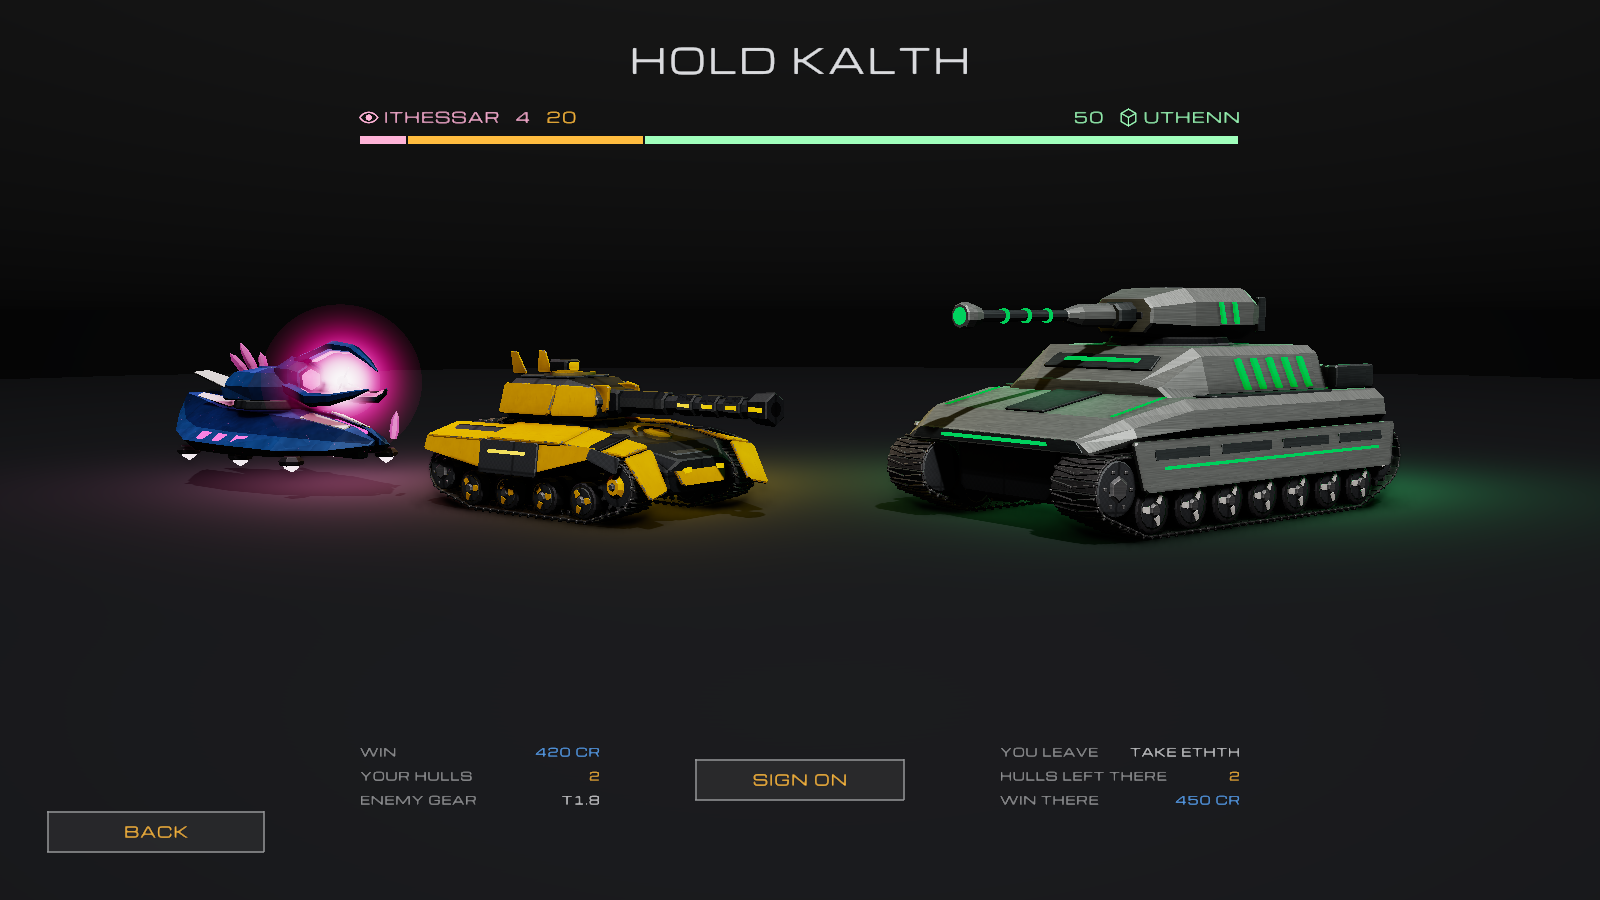 HOLD KALTH
ITHESSAR 4 20
50 UTHENN
WIN 420 CR
YOUR HULLS 2
ENEMY GEAR T1.8
SIGN ON
YOU LEAVE TAKE ETHTH
HULLS LEFT THERE 2
WIN THERE 450 CR
BACK